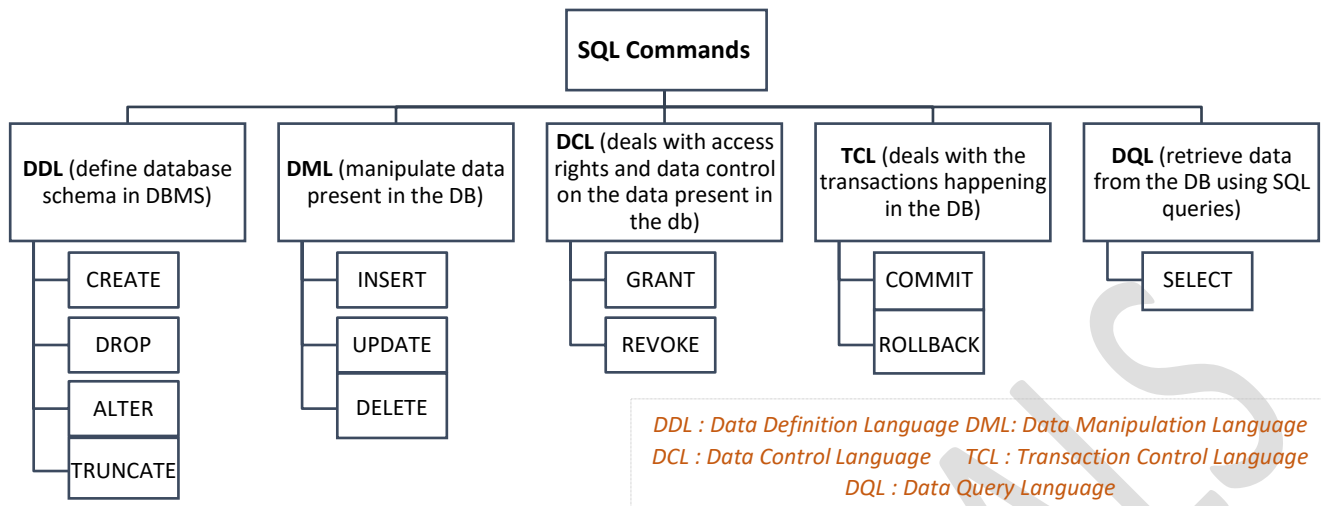 SQL Commands
DDL (define database
schema in DBMS)
CREATE
DROP
ALTER
TRUNCATE
DML (manipulate data
present in the DB)
INSERT
UPDATE
DELETE
DCL (deals with access
rights and data control
on the data present in
the db)
GRANT
REVOKE
TCL (deals with the
transactions happening
in the DB)
COMMIT
ROLLBACK
DQL (retrieve data
from the DB using SQL
queries)
SELECT
DDL : Data Definition Language DML: Data Manipulation Language
DCL : Data Control Language TCL : Transaction Control Language
DQL : Data Query Language